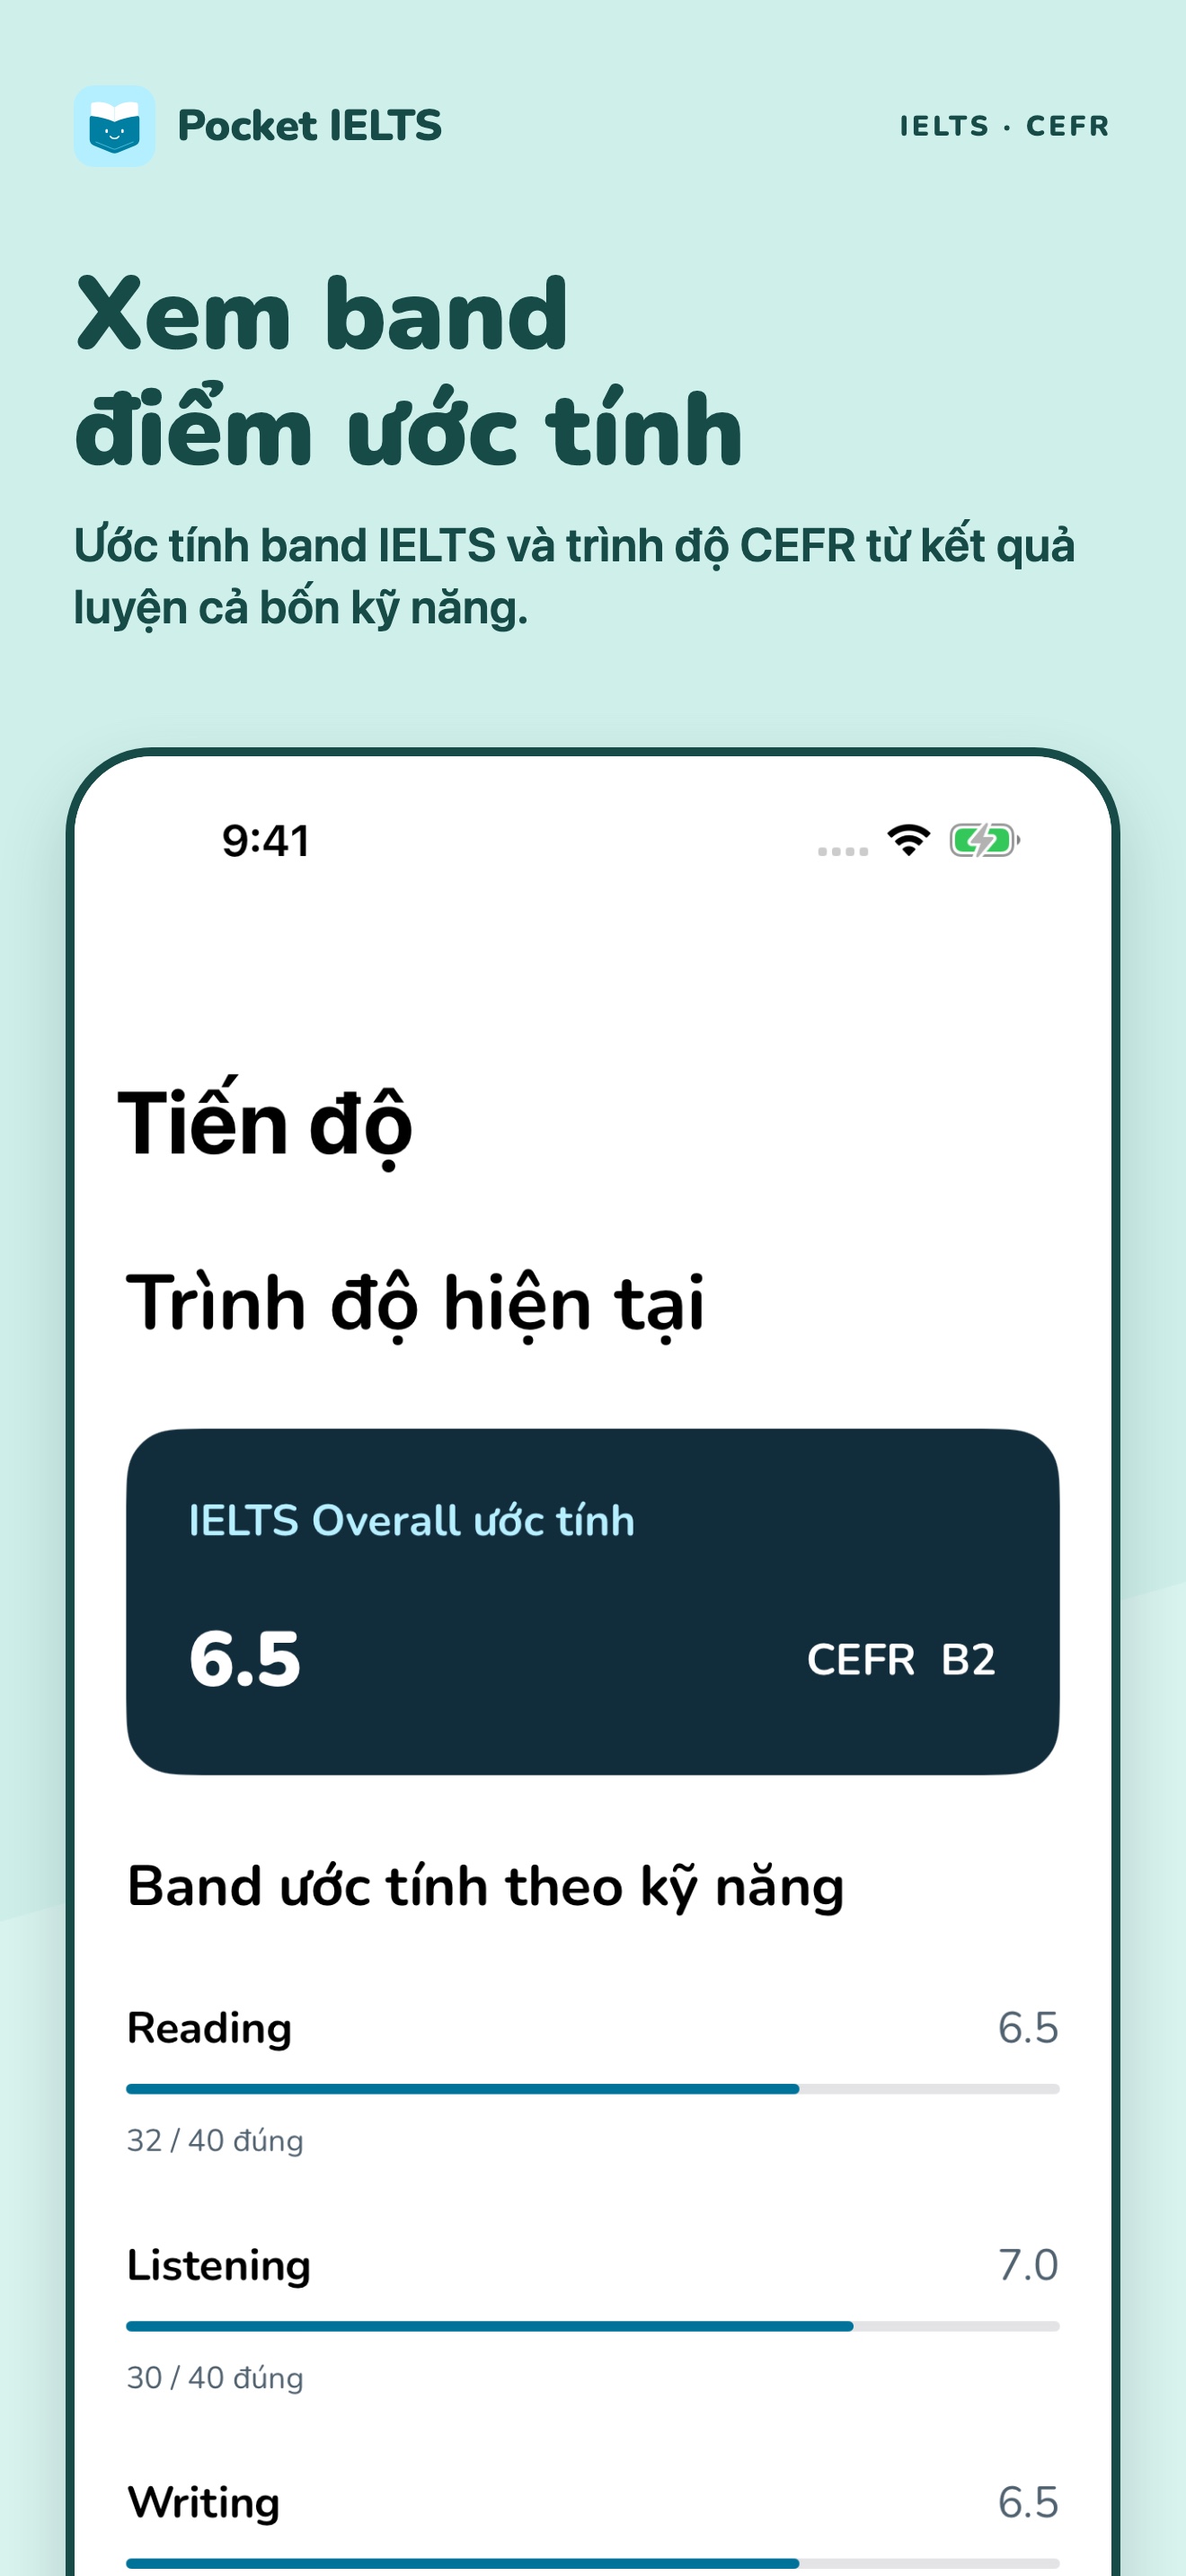 Pocket IELTS
IELTS · CEFR
Xem band
điểm ước tính
Ước tính band IELTS và trình độ CEFR từ kết quả
luyện cả bốn kỹ năng.
9:41
Tiến độ
Trình độ hiện tại
IELTS Overall ước tính
6.5
CEFR B2
Band ước tính theo kỹ năng
Reading
6.5
32 / 40 đúng
Listening
7.0
30 / 40 đúng
Writing
6.5